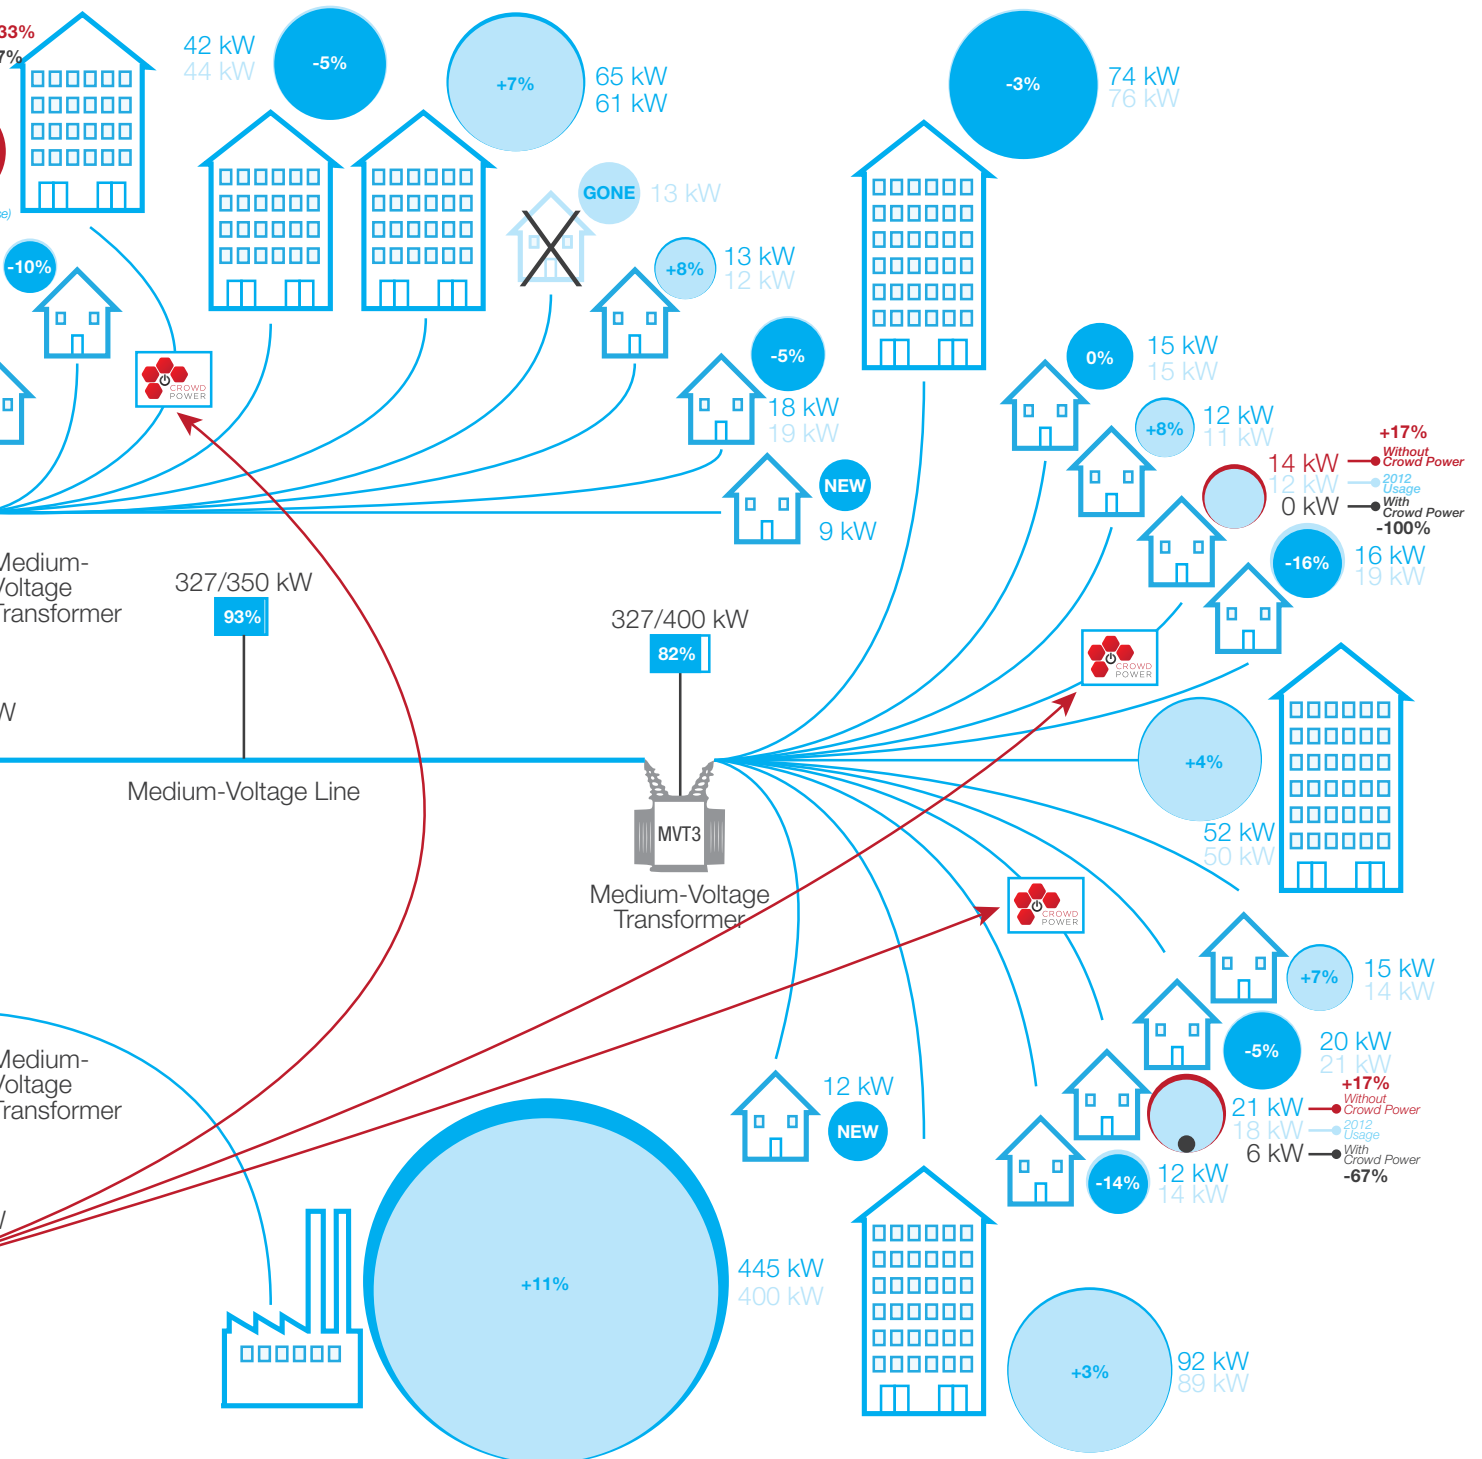 33%
7%
42 kW
44 kW
-5%
+7%
65 kW
61 kW
-3%
74 kW
76 kW
GONE
13 kW
-10%
+8%
13 kW
12 kW
CROWD
POWER
-5%
18 kW
19 kW
0%
15 kW
15 kW
+8%
12 kW
11 kW
+17%
14 kW
Without
Crowd Power
12 kW
2012
Usage
0 kW
With
Crowd Power
-100%
NEW
9 kW
-16%
16 kW
19 kW
Medium-
Voltage
Transformer
327/350 kW
93%
327/400 kW
82%
CROWD
POWER
+4%
52 kW
50 kW
Medium-Voltage Line
MVT3
Medium-Voltage
Transformer
CROWD
POWER
+7%
15 kW
14 kW
-5%
20 kW
21 kW
+17%
21 kW
Without
Crowd Power
18 kW
2012
Usage
6 kW
With
Crowd Power
-67%
Medium-
Voltage
Transformer
12 kW
NEW
-14%
12 kW
14 kW
+11%
445 kW
400 kW
+3%
92 kW
89 kW